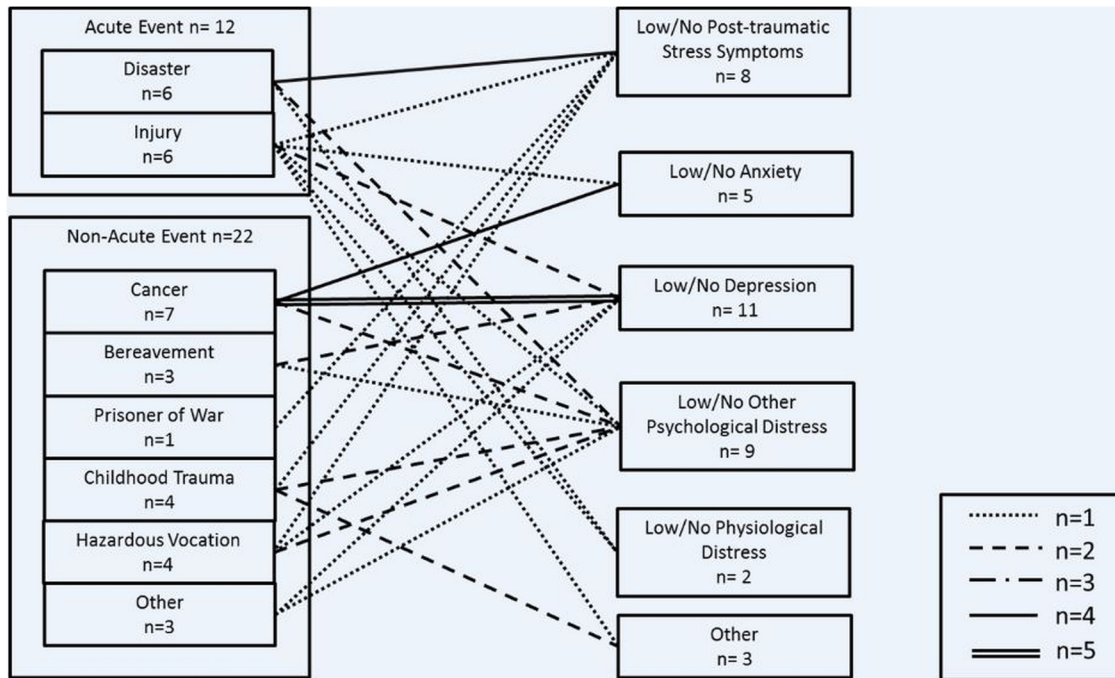 Acute Event n= 12
Disaster
n=6
Injury
n=6
Non-Acute Event n=22
Cancer
n=7
Bereavement
n=3
Prisoner of War
n=1
Childhood Trauma
n=4
Hazardous Vocation
n=4
Other
n=3
Low/No Post-traumatic
Stress Symptoms
n= 8
Low/No Anxiety
n= 5
Low/No Depression
n= 11
Low/No Other
Psychological Distress
n= 9
Low/No Physiological
Distress
n= 2
Other
n= 3
n=1
n=2
n=3
n=4
n=5